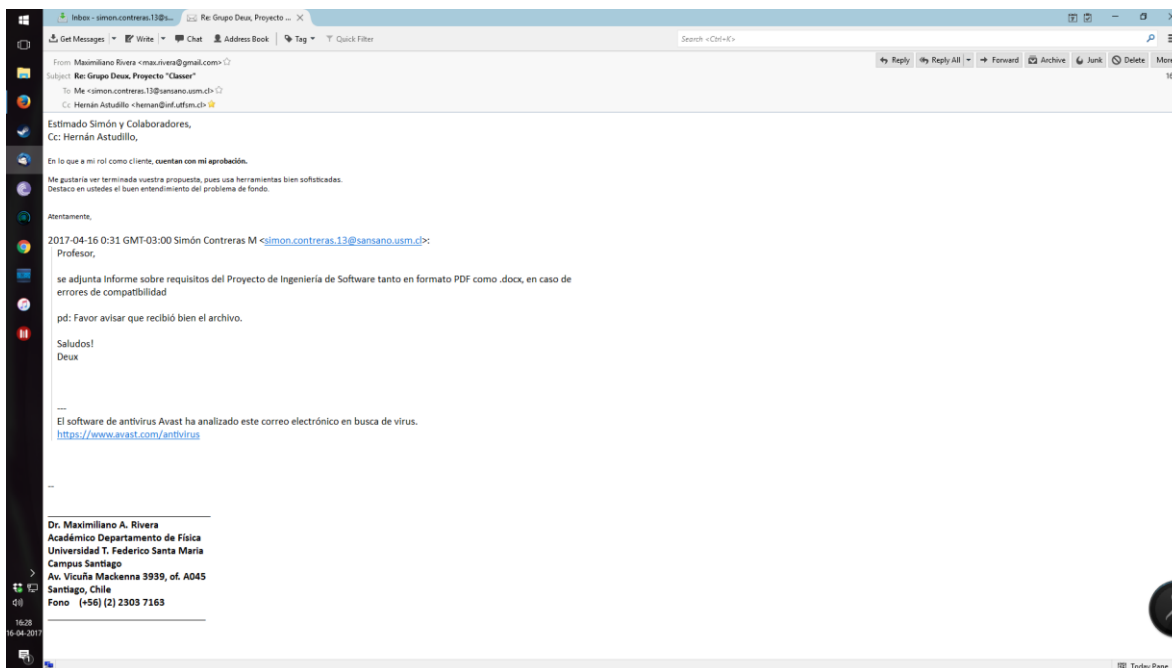 Inbox - simon.contreras.13@s...
Re: Grupo Deux, Proyecto ...
Get Messages
Write
Chat
Address Book
Tag
Quick Filter
Search <Ctrl+K>
From Maximiliano Rivera <max.rivera@gmail.com>
Reply
Reply All
Forward
Archive
Junk
Delete
More
Subject Re: Grupo Deux, Proyecto "Classer"
16
To Me <simon.contreras.13@sansano.usm.cl>
Cc Hernán Astudillo <hernan@inf.utfsm.cl>
Estimado Simón y Colaboradores,
Cc: Hernán Astudillo,
En lo que a mi rol como cliente, cuentan con mi aprobación.
Me gustaría ver terminada vuestra propuesta, pues usa herramientas bien sofisticadas.
Destaco en ustedes el buen entendimiento del problema de fondo.
Atentamente,
2017-04-16 0:31 GMT-03:00 Simón Contreras M <simon.contreras.13@sansano.usm.cl>:
Profesor,
se adjunta Informe sobre requisitos del Proyecto de Ingeniería de Software tanto en formato PDF como .docx, en caso de
errores de compatibilidad
pd: Favor avisar que recibió bien el archivo.
Saludos!
Deux
---
El software de antivirus Avast ha analizado este correo electrónico en busca de virus.
https://www.avast.com/antivirus
--
Dr. Maximiliano A. Rivera
Académico Departamento de Física
Universidad T. Federico Santa María
Campus Santiago
Av. Vicuña Mackenna 3939, of. A045
Santiago, Chile
Fono (+56) (2) 2303 7163
16:28
16-04-2017
Today Pane